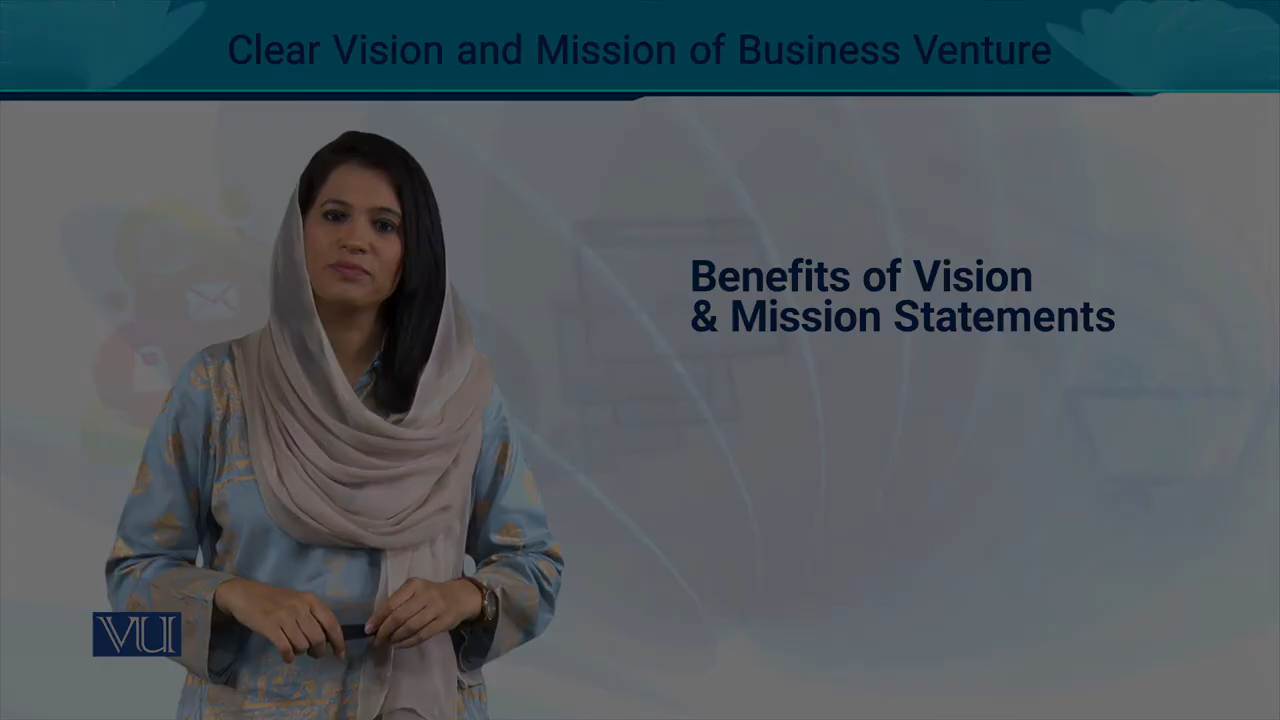 Clear Vision and Mission of Business Venture
Benefits of Vision
& Mission Statements
VU